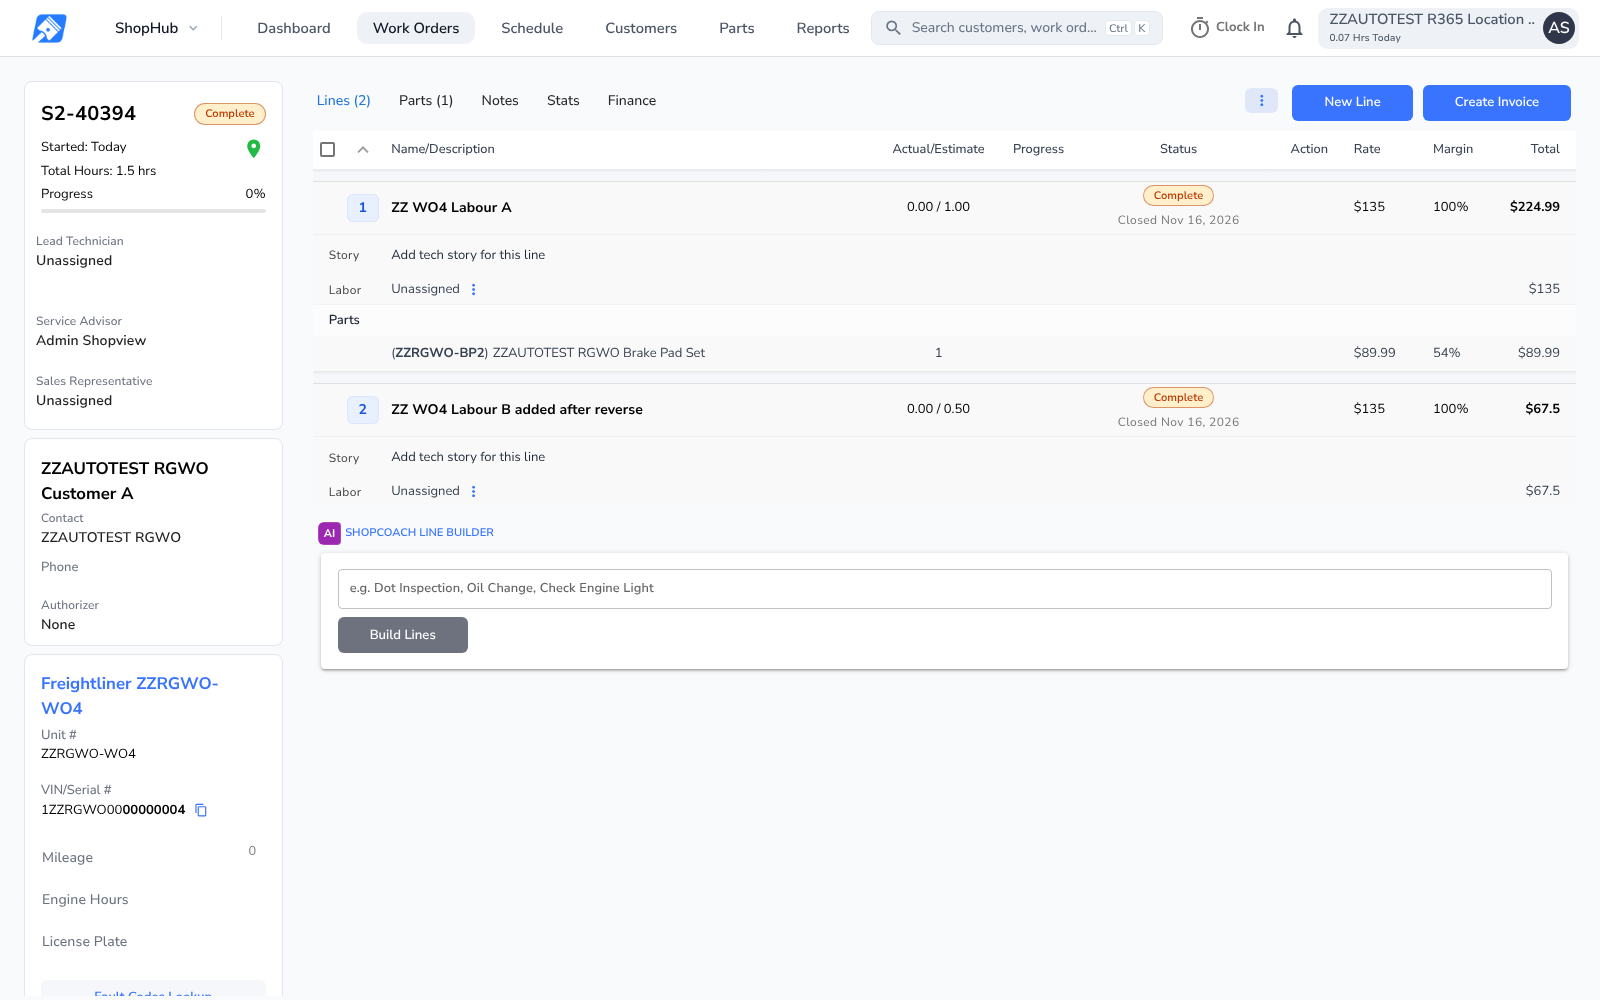 ShopHub
Dashboard
Work Orders
Schedule
Customers
Parts
Reports
Search customers, work ord... Ctrl K
Clock In
ZZAUTOTEST R365 Location ..
0.07 Hrs Today
AS
S2-40394
Complete
Started: Today
Total Hours: 1.5 hrs
Progress 0%
Lead Technician
Unassigned
Service Advisor
Admin Shopview
Sales Representative
Unassigned
ZZAUTOTEST RGWO
Customer A
Contact
ZZAUTOTEST RGWO
Phone
Authorizer
None
Freightliner ZZRGWO-
WO4
Unit #
ZZRGWO-WO4
VIN/Serial #
1ZZRGWO0000000004
Mileage 0
Engine Hours
License Plate
Fault Codes Lookup
Lines (2) Parts (1) Notes Stats Finance
New Line
Create Invoice
Name/Description Actual/Estimate Progress Status Action Rate Margin Total
1 ZZ WO4 Labour A 0.00 / 1.00 Complete $135 100% $224.99
Closed Nov 16, 2026
Story Add tech story for this line
Labor Unassigned $135
Parts
(ZZRGWO-BP2) ZZAUTOTEST RGWO Brake Pad Set 1 $89.99 54% $89.99
2 ZZ WO4 Labour B added after reverse 0.00 / 0.50 Complete $135 100% $67.5
Closed Nov 16, 2026
Story Add tech story for this line
Labor Unassigned $67.5
AI SHOPCOACH LINE BUILDER
e.g. Dot Inspection, Oil Change, Check Engine Light
Build Lines